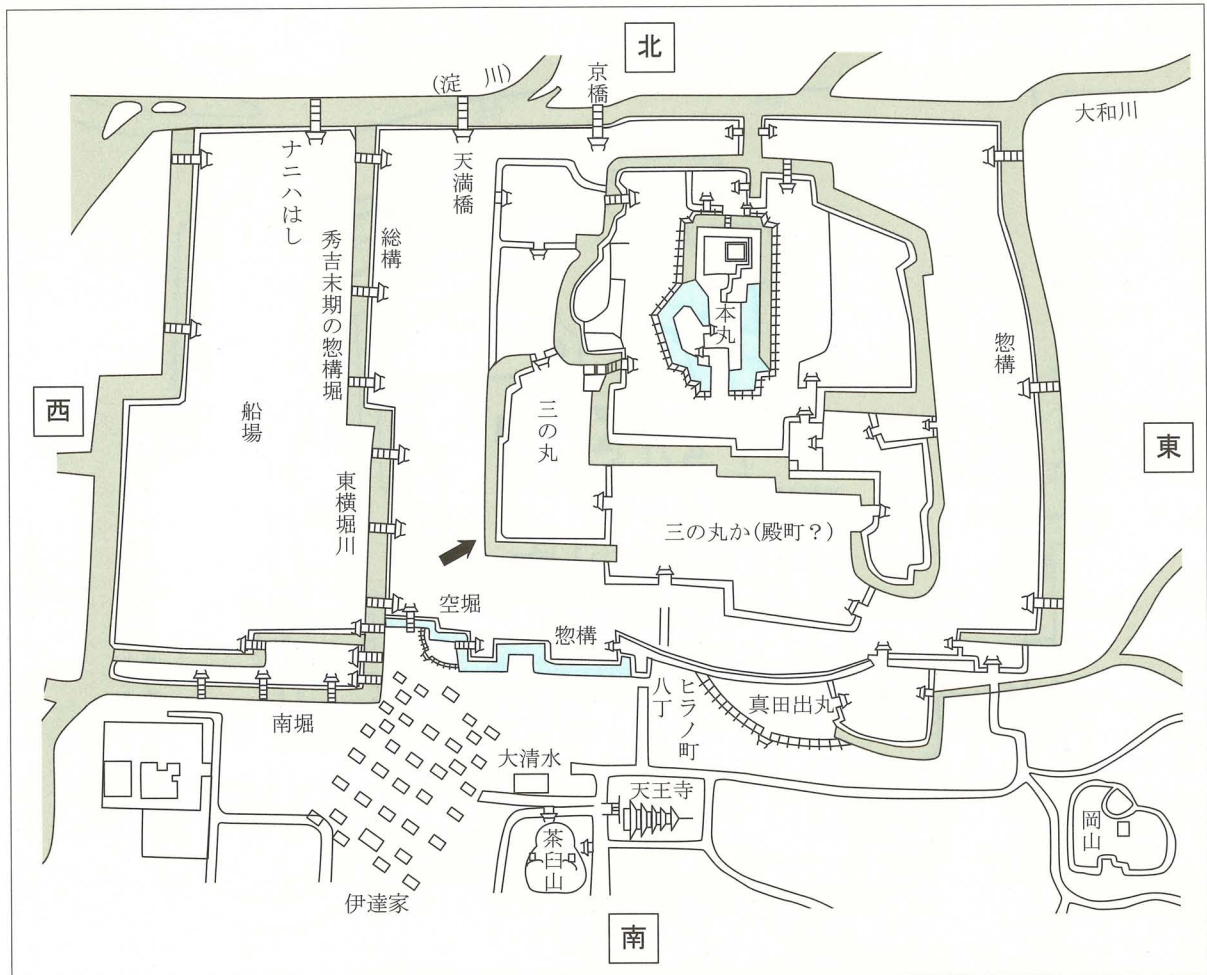 北
(淀川)
京橋
大和川
ナニハはし
天満橋
秀吉末期の惣構堀
総構
本丸
惣構
西
船場
三の丸
東
東横堀川
三の丸か(殿町?)
空堀
惣構
八丁
ヒラノ町
真田出丸
南堀
大清水
天王寺
茶臼山
岡山
伊達家
南